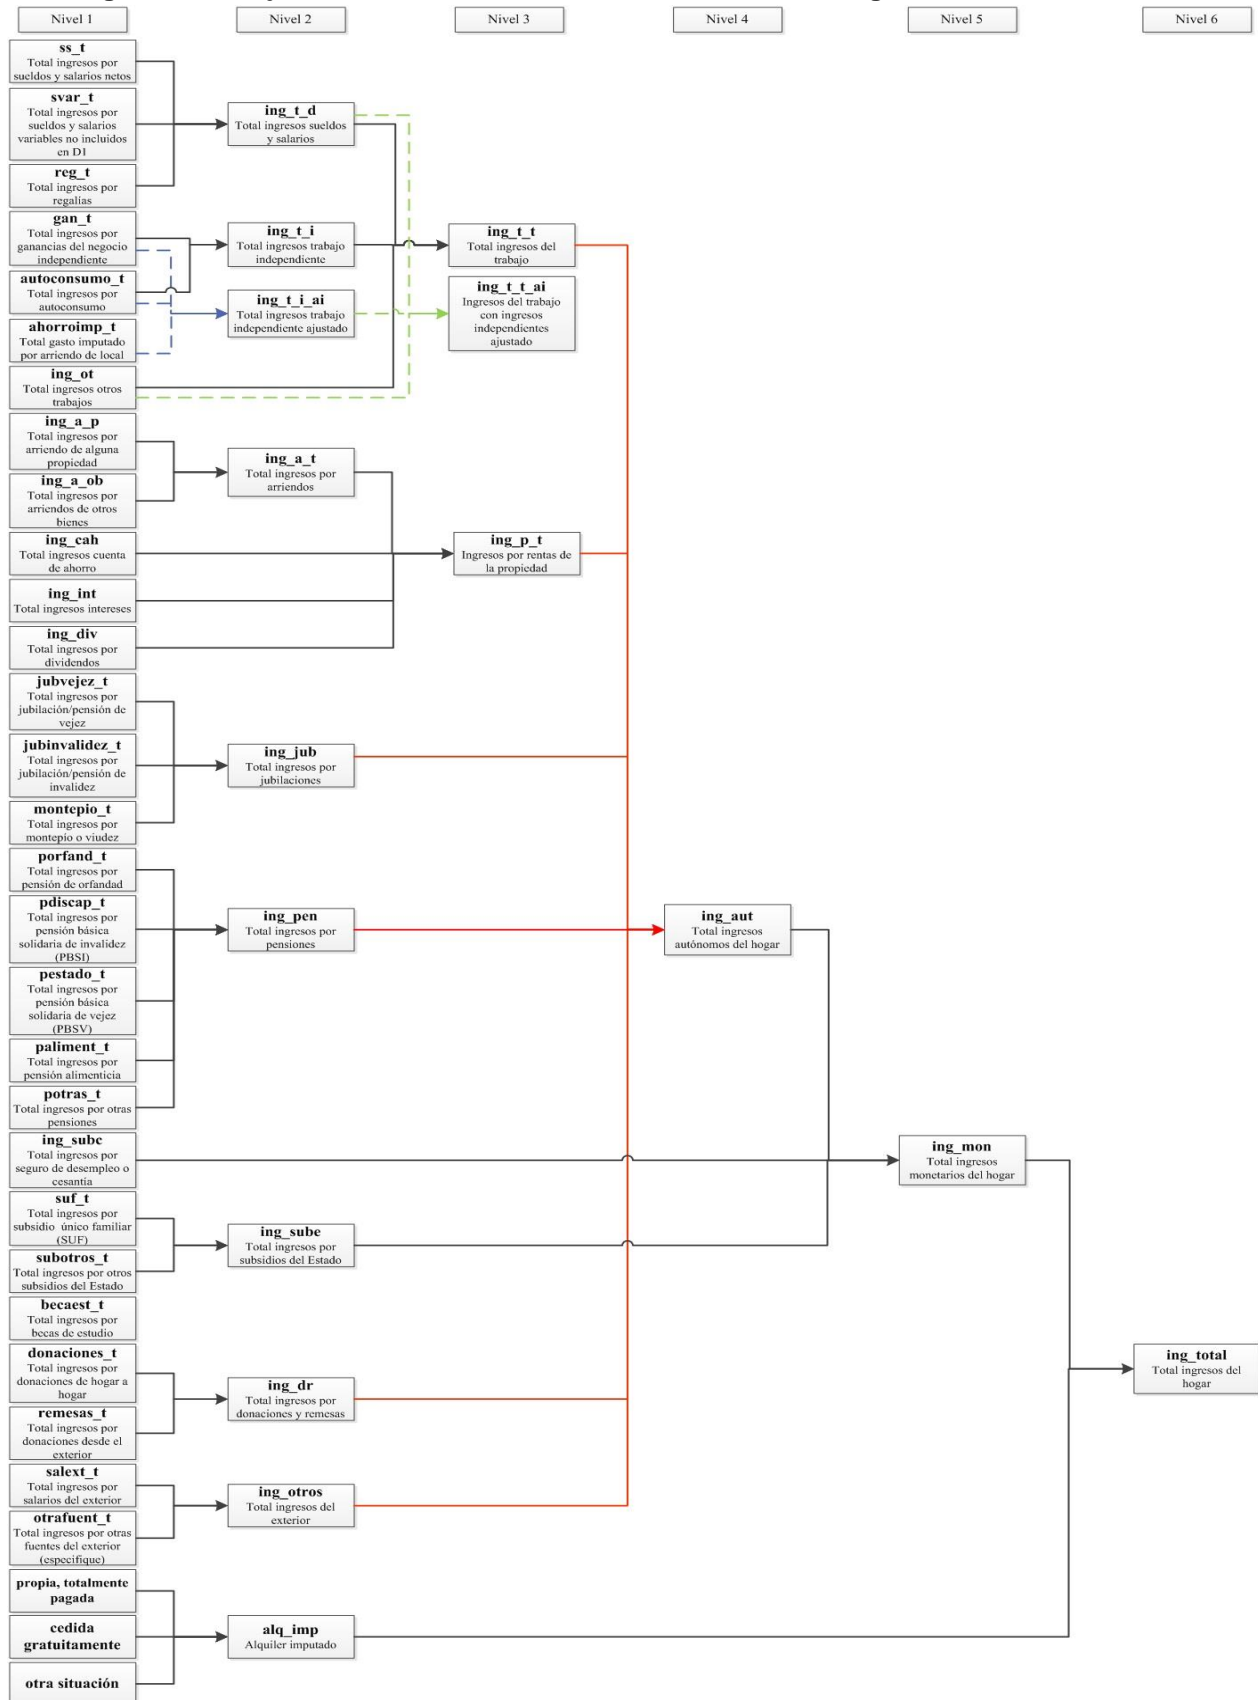 Nivel 1
Nivel 2
Nivel 3
Nivel 4
Nivel 5
Nivel 6
ss_t
Total ingresos por
sueldos y salarios netos
svar_t
Total ingresos por
sueldos y salarios
variables no incluidos
en D1
reg_t
Total ingresos por
regalías
gan_t
Total ingresos por
ganancias del negocio
independiente
autoconsumo_t
Total ingresos por
autoconsumo
ahorroimp_t
Total gasto imputado
por arriendo de local
ing_ot
Total ingresos otros
trabajos
ing_a_p
Total ingresos por
arriendo de alguna
propiedad
ing_a_ob
Total ingresos por
arriendos de otros
bienes
ing_cah
Total ingresos cuenta
de ahorro
ing_int
Total ingresos intereses
ing_div
Total ingresos por
dividendos
jubvejez_t
Total ingresos por
jubilación/pensión de
vejez
jubinvalidez_t
Total ingresos por
jubilación/pensión de
invalidez
montepio_t
Total ingresos por
montepío o viudez
porfand_t
Total ingresos por
pensión de orfandad
pdiscap_t
Total ingresos por
pensión básica
solidaria de invalidez
(PBSI)
pestado_t
Total ingresos por
pensión básica
solidaria de vejez
(PBSV)
paliment_t
Total ingresos por
pensión alimenticia
potras_t
Total ingresos por otras
pensiones
ing_subc
Total ingresos por
seguro de desempleo o
cesantía
suf_t
Total ingresos por
subsidio único familiar
(SUF)
subotros_t
Total ingresos por otros
subsidios del Estado
becaest_t
Total ingresos por
becas de estudio
donaciones_t
Total ingresos por
donaciones de hogar a
hogar
remesas_t
Total ingresos por
donaciones desde el
exterior
salext_t
Total ingresos por
salarios del exterior
otrafuent_t
Total ingresos por otras
fuentes del exterior
(especifique)
propia, totalmente
pagada
cedida
gratuitamente
otra situación
ing_t_d
Total ingresos sueldos
y salarios
ing_t_i
Total ingresos trabajo
independiente
ing_t_i_ai
Total ingresos trabajo
independiente ajustado
ing_a_t
Total ingresos por
arriendos
ing_jub
Total ingresos por
jubilaciones
ing_pen
Total ingresos por
pensiones
ing_sube
Total ingresos por
subsidios del Estado
ing_dr
Total ingresos por
donaciones y remesas
ing_otros
Total ingresos del
exterior
alq_imp
Alquiler imputado
ing_t_t
Total ingresos del
trabajo
ing_t_t_ai
Ingresos del trabajo
con ingresos
independientes
ajustado
ing_p_t
Ingresos por rentas de
la propiedad
ing_aut
Total ingresos
autónomos del hogar
ing_mon
Total ingresos
monetarios del hogar
ing_total
Total ingresos del
hogar